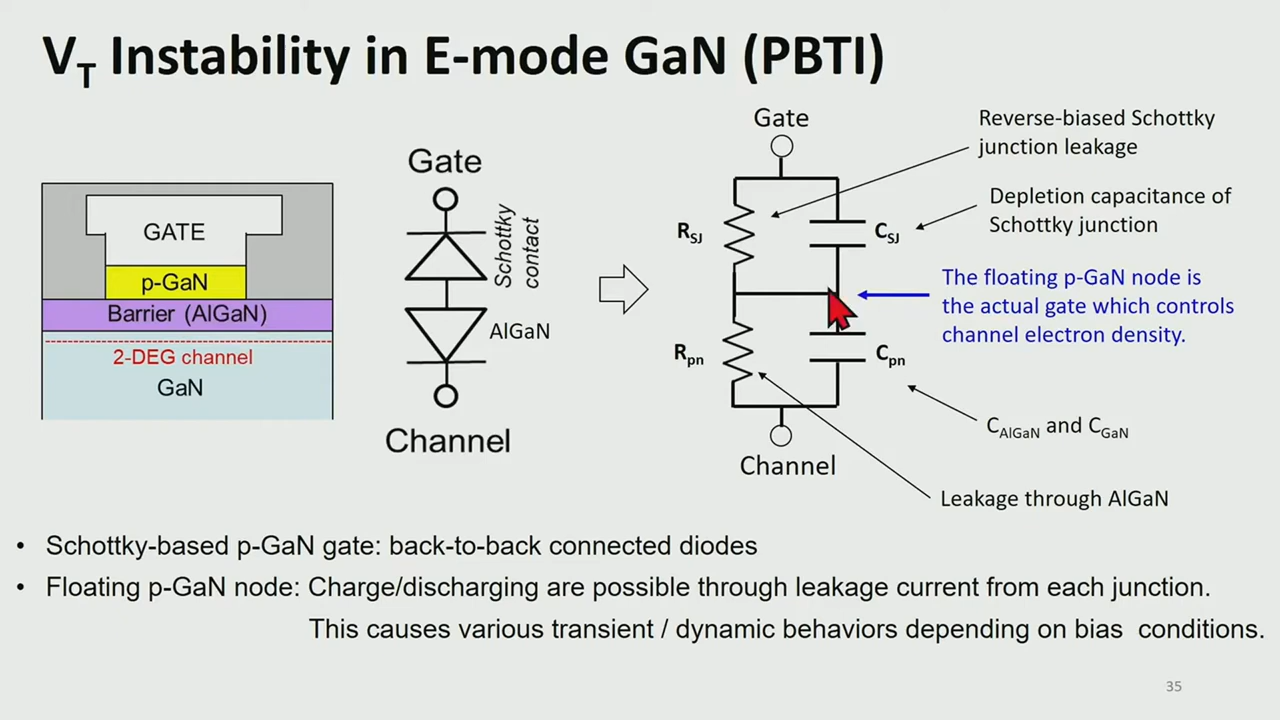 V_T Instability in E-mode GaN (PBTI)
GATE
p-GaN
Barrier (AlGaN)
2-DEG channel
GaN
Gate
Schottky
contact
AlGaN
Channel
Gate
R_SJ
C_SJ
R_pn
C_pn
Channel
Reverse-biased Schottky
junction leakage
Depletion capacitance of
Schottky junction
The floating p-GaN node is
the actual gate which controls
channel electron density.
C_AlGaN and C_GaN
Leakage through AlGaN
• Schottky-based p-GaN gate: back-to-back connected diodes
• Floating p-GaN node: Charge/discharging are possible through leakage current from each junction.
This causes various transient / dynamic behaviors depending on bias conditions.
35